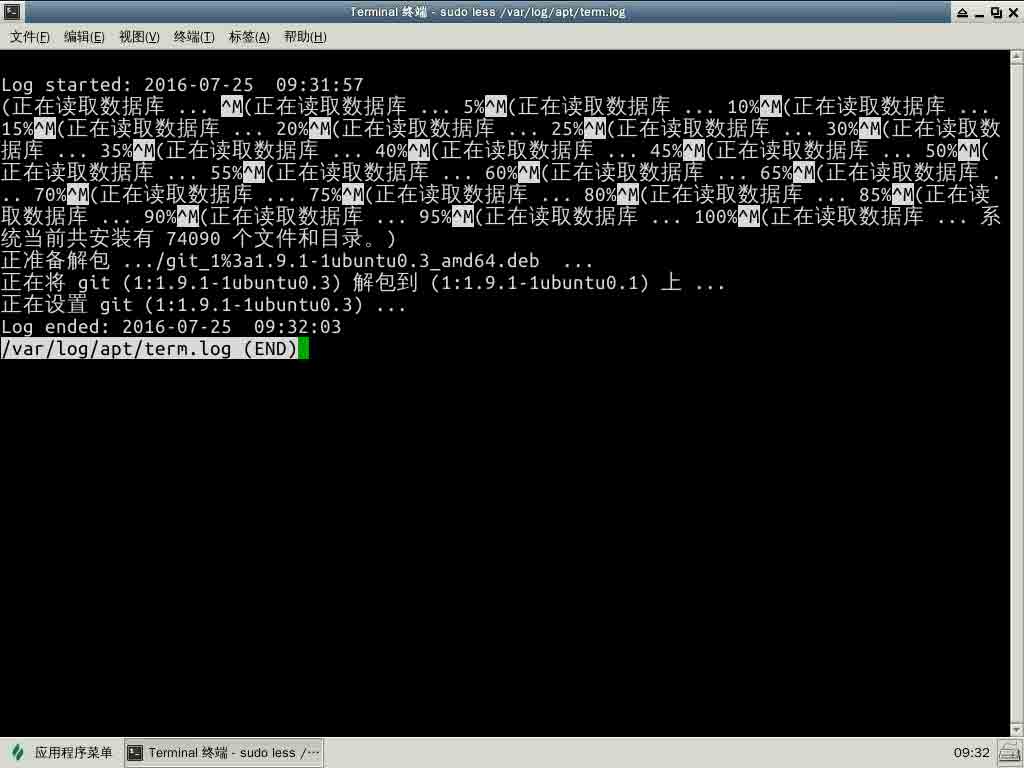 Terminal 终端 - sudo less /var/log/apt/term.log
文件(F) 编辑(E) 视图(V) 终端(T) 标签(A) 帮助(H)
Log started: 2016-07-25  09:31:57
(正在读取数据库 ... ^M(正在读取数据库 ... 5%^M(正在读取数据库 ... 10%^M(正在读取数据库 ...
15%^M(正在读取数据库 ... 20%^M(正在读取数据库 ... 25%^M(正在读取数据库 ... 30%^M(正在读取数
据库 ... 35%^M(正在读取数据库 ... 40%^M(正在读取数据库 ... 45%^M(正在读取数据库 ... 50%^M(
正在读取数据库 ... 55%^M(正在读取数据库 ... 60%^M(正在读取数据库 ... 65%^M(正在读取数据库 .
.. 70%^M(正在读取数据库 ... 75%^M(正在读取数据库 ... 80%^M(正在读取数据库 ... 85%^M(正在读
取数据库 ... 90%^M(正在读取数据库 ... 95%^M(正在读取数据库 ... 100%^M(正在读取数据库 ... 系
统当前共安装有 74090 个文件和目录。)
正准备解包 .../git_1%3a1.9.1-1ubuntu0.3_amd64.deb  ...
正在将 git (1:1.9.1-1ubuntu0.3) 解包到 (1:1.9.1-1ubuntu0.1) 上 ...
正在设置 git (1:1.9.1-1ubuntu0.3) ...
Log ended: 2016-07-25  09:32:03
/var/log/apt/term.log (END)
应用程序菜单 Terminal 终端 - sudo less /⋯ 09:32